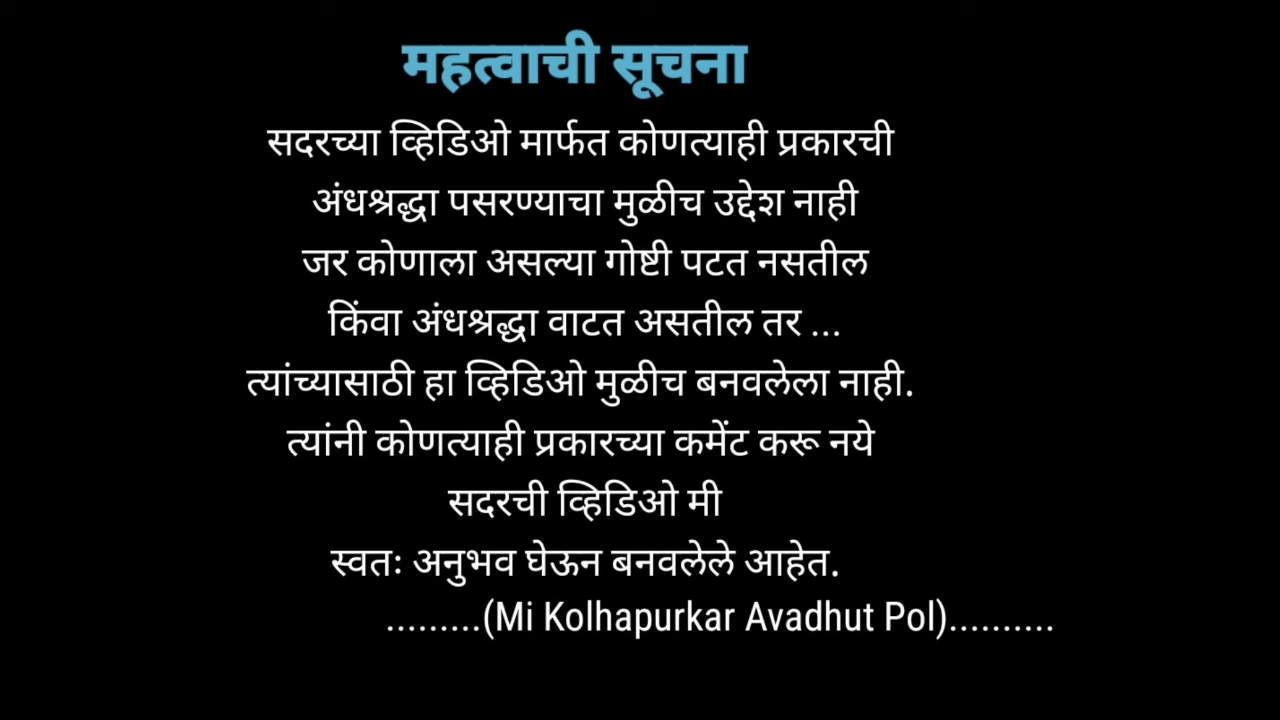 महत्वाची सूचना
सदरच्या व्हिडिओ मार्फत कोणत्याही प्रकारची
अंधश्रद्धा पसरण्याचा मुळीच उद्देश नाही
जर कोणाला असल्या गोष्टी पटत नसतील
किंवा अंधश्रद्धा वाटत असतील तर ...
त्यांच्यासाठी हा व्हिडिओ मुळीच बनवलेला नाही.
त्यांनी कोणत्याही प्रकारच्या कमेंट करू नये
सदरची व्हिडिओ मी
स्वतः अनुभव घेऊन बनवलेले आहेत.
.........(Mi Kolhapurkar Avadhut Pol)..........